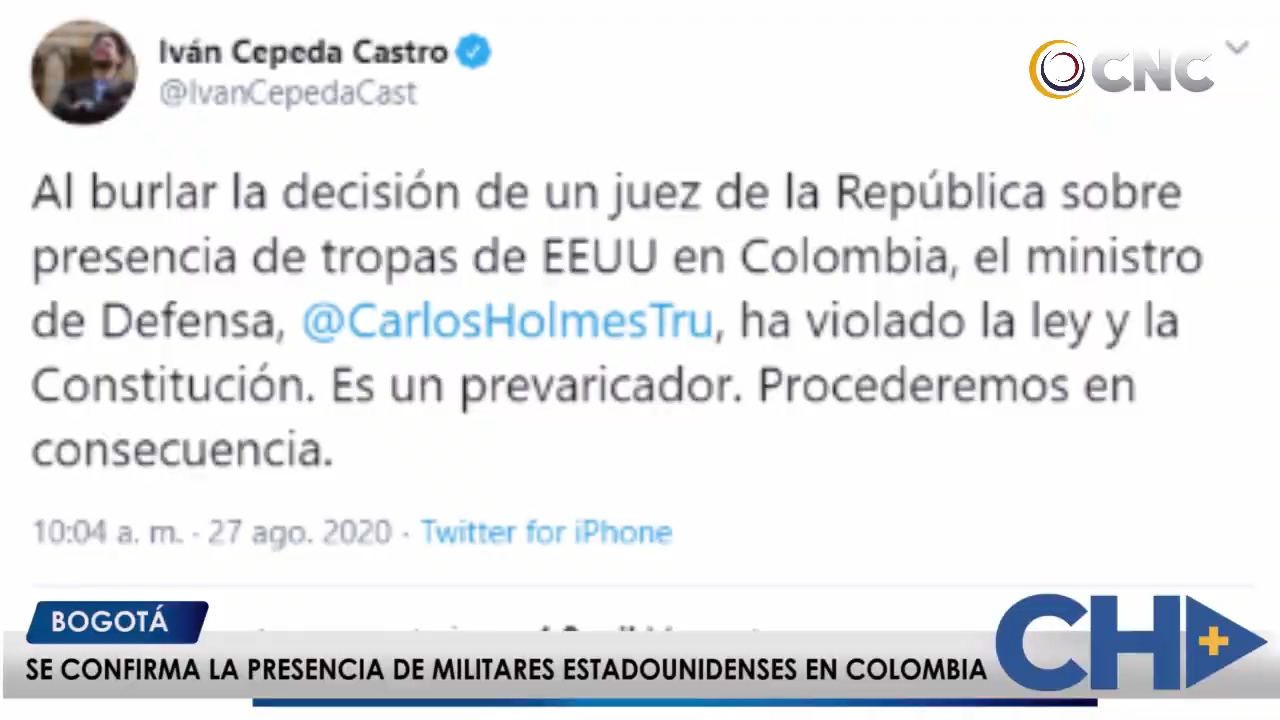 Iván Cepeda Castro
@IvanCepedaCast
CNC
Al burlar la decisión de un juez de la República sobre
presencia de tropas de EEUU en Colombia, el ministro
de Defensa, @CarlosHolmesTru, ha violado la ley y la
Constitución. Es un prevaricador. Procederemos en
consecuencia.
10:04 a. m. · 27 ago. 2020 · Twitter for iPhone
BOGOTÁ
SE CONFIRMA LA PRESENCIA DE MILITARES ESTADOUNIDENSES EN COLOMBIA
CH+